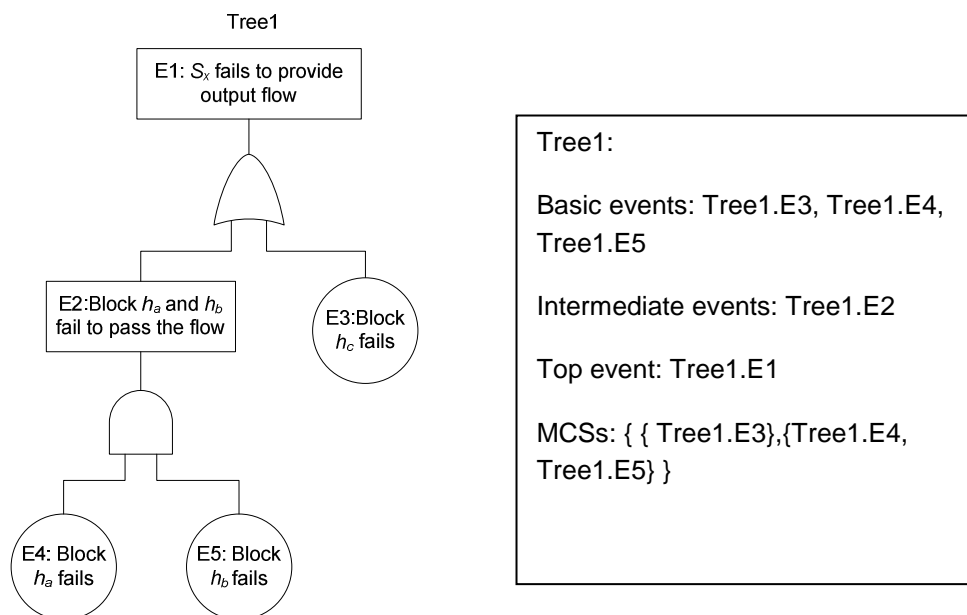 Tree1
E1: Sx fails to provide
output flow
E2:Block ha and hb
fail to pass the flow
E3:Block
hc fails
E4: Block
ha fails
E5: Block
hb fails
Tree1:
Basic events: Tree1.E3, Tree1.E4,
Tree1.E5
Intermediate events: Tree1.E2
Top event: Tree1.E1
MCSs: { { Tree1.E3},{Tree1.E4,
Tree1.E5} }